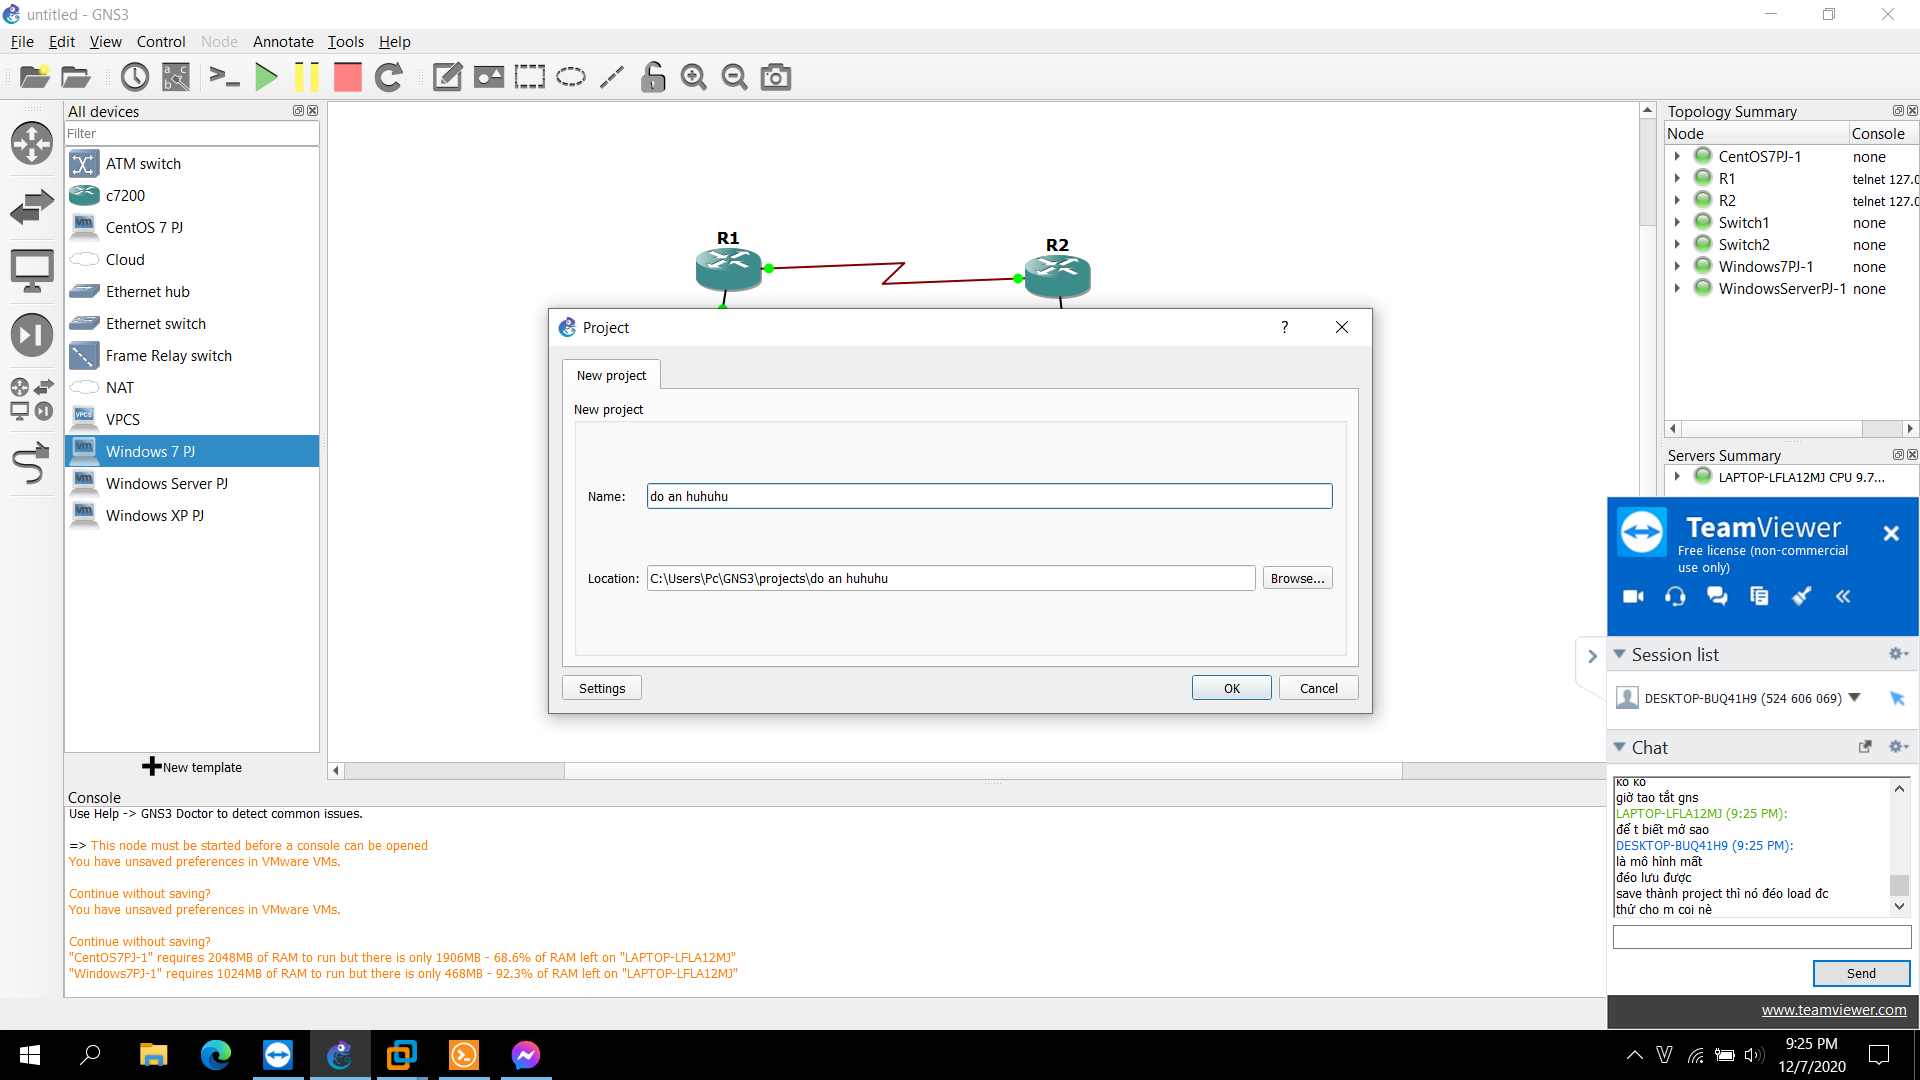 untitled - GNS3
File Edit View Control Node Annotate Tools Help
All devices
Filter
ATM switch
c7200
CentOS 7 PJ
Cloud
Ethernet hub
Ethernet switch
Frame Relay switch
NAT
VPCS
Windows 7 PJ
Windows Server PJ
Windows XP PJ
New template
R1
R2
Project
?
New project
New project
Name: do an huhuhu
Location: C:\Users\Pc\GNS3\projects\do an huhuhu Browse...
Settings OK Cancel
Topology Summary
Node Console
CentOS7PJ-1 none
R1 telnet 127.0
R2 telnet 127.0
Switch1 none
Switch2 none
Windows7PJ-1 none
WindowsServerPJ-1 none
Servers Summary
LAPTOP-LFLA12MJ CPU 9.7...
TeamViewer
Free license (non-commercial
use only)
Session list
DESKTOP-BUQ41H9 (524 606 069)
Chat
ko ko
giờ tao tắt gns
LAPTOP-LFLA12MJ (9:25 PM):
để t biết mở sao
DESKTOP-BUQ41H9 (9:25 PM):
là mô hình mất
đéo lưu được
save thành project thì nó đéo load đc
thử cho m coi nè
Send
www.teamviewer.com
Console
Use Help -> GNS3 Doctor to detect common issues.
=> This node must be started before a console can be opened
You have unsaved preferences in VMware VMs.
Continue without saving?
You have unsaved preferences in VMware VMs.
Continue without saving?
"CentOS7PJ-1" requires 2048MB of RAM to run but there is only 1906MB - 68.6% of RAM left on "LAPTOP-LFLA12MJ"
"Windows7PJ-1" requires 1024MB of RAM to run but there is only 468MB - 92.3% of RAM left on "LAPTOP-LFLA12MJ"
V
9:25 PM
12/7/2020